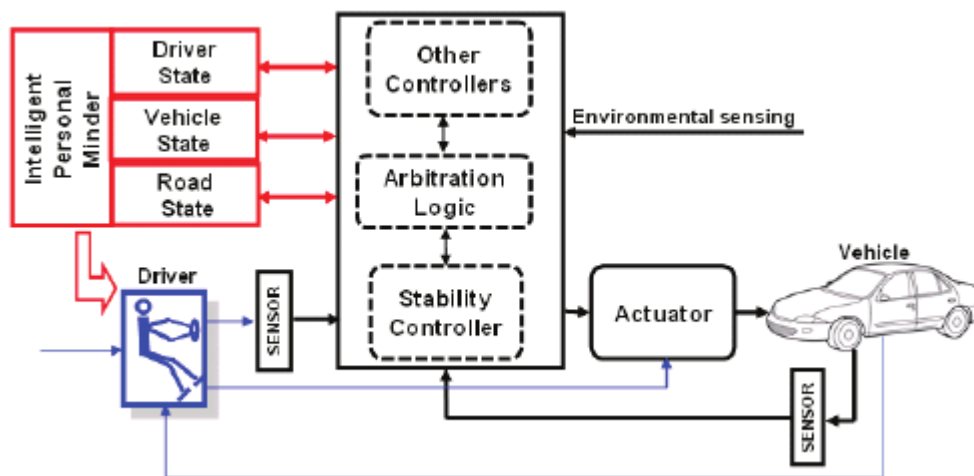 Intelligent
Personal
Minder
Driver
State
Vehicle
State
Road
State
Other
Controllers
Arbitration
Logic
Stability
Controller
Environmental sensing
Driver
SENSOR
Actuator
Vehicle
SENSOR